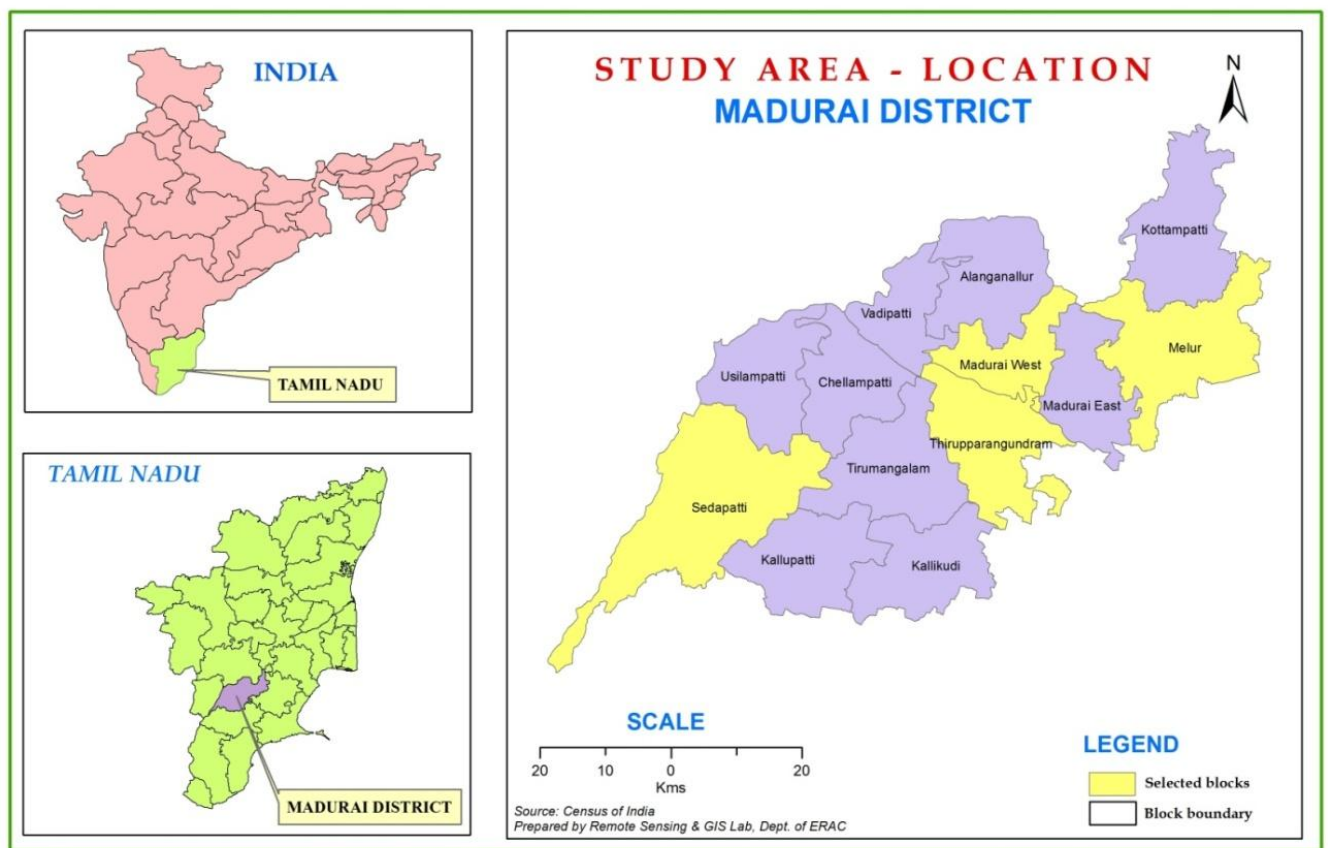 INDIA
TAMIL NADU
TAMIL NADU
MADURAI DISTRICT
STUDY AREA - LOCATION
MADURAI DISTRICT
N
Kottampatti
Alanganallur
Vadipatti
Melur
Madurai West
Usilampatti
Chellampatti
Madurai East
Thirupparangundram
Tirumangalam
Sedapatti
Kallupatti
Kallikudi
SCALE
20 10 0 20
Kms
Source: Census of India
Prepared by Remote Sensing & GIS Lab, Dept. of ERAC
LEGEND
Selected blocks
Block boundary